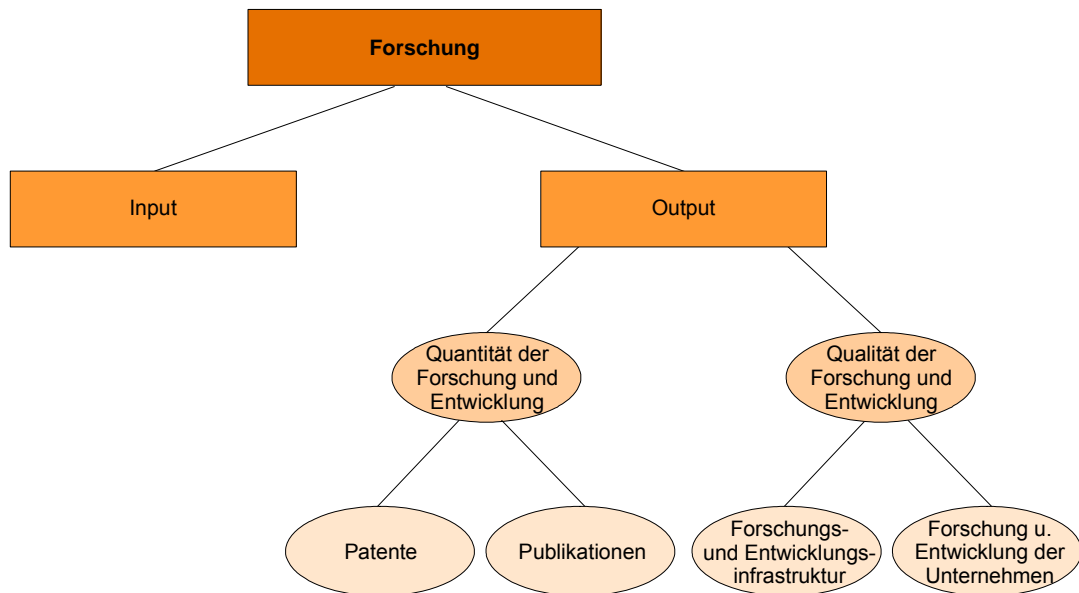 Forschung
Input
Output
Quantität der
Forschung und
Entwicklung
Qualität der
Forschung und
Entwicklung
Patente
Publikationen
Forschungs-
und Entwicklungs-
infrastruktur
Forschung u.
Entwicklung der
Unternehmen